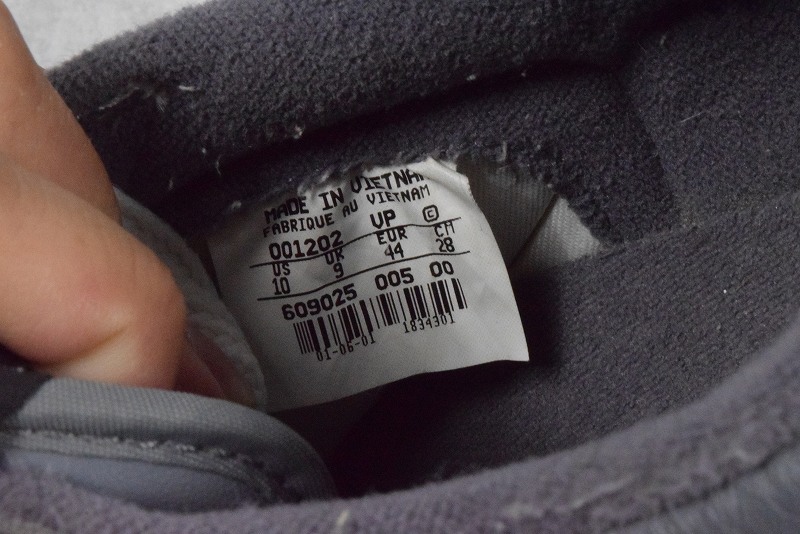 MADE IN VIETNAM
FABRIQUE AU VIETNAM
001202 VP ©
US UK EUR CM
10 9 44 28
609025 005 00
01-06-01 1834301